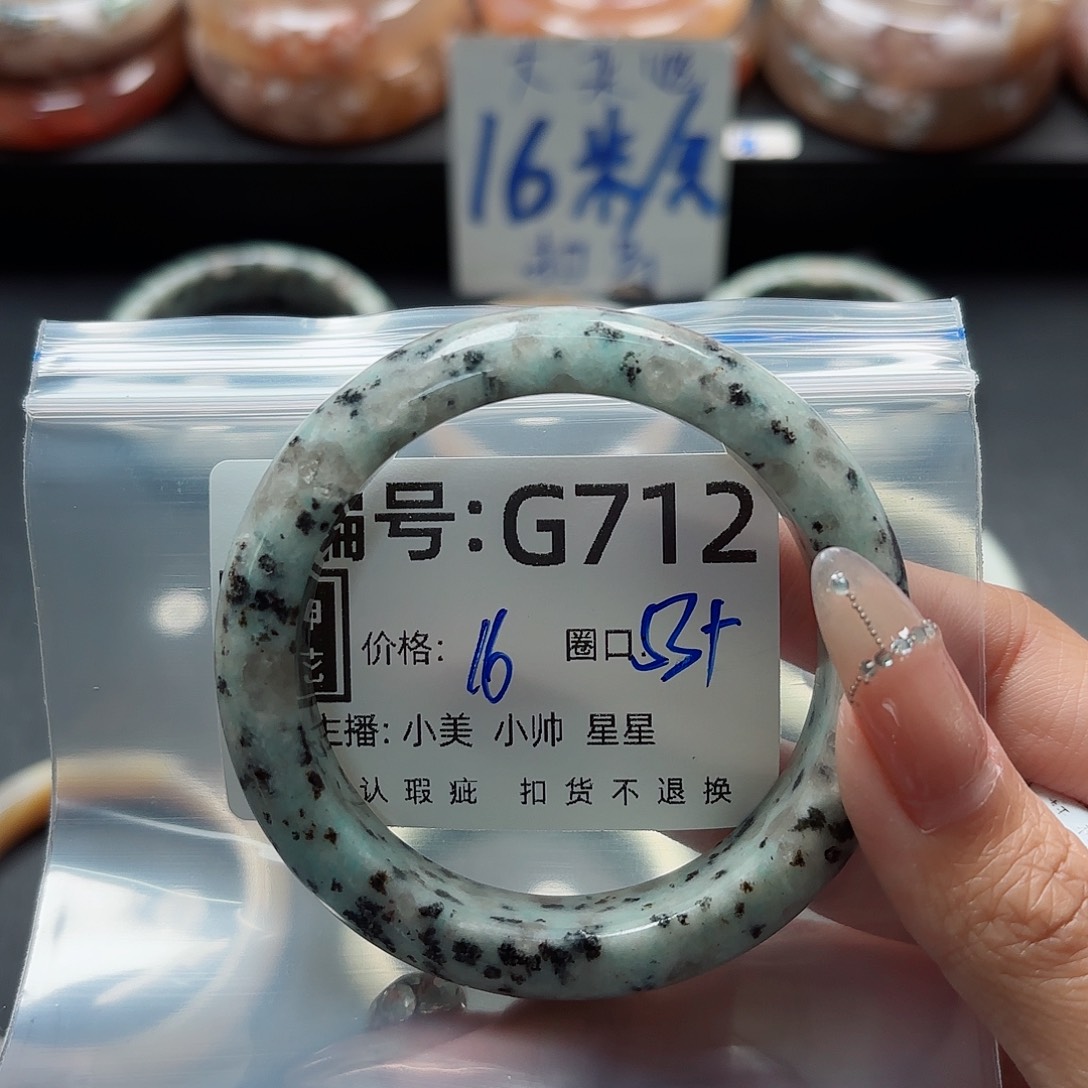 16米/灰
编号:G712
价格: 16 圈口: 53+
主播: 小美 小帅 星星
认瑕疵 扣货不退换